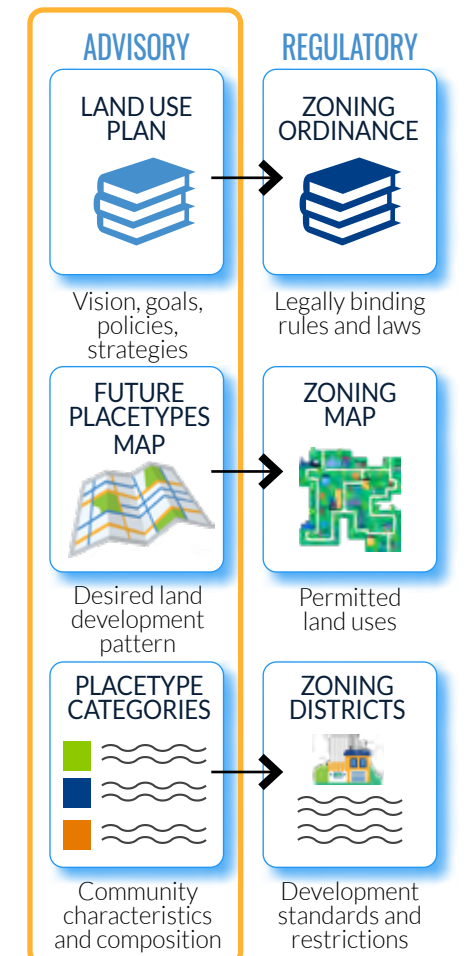 ADVISORY
REGULATORY
LAND USE
PLAN
ZONING
ORDINANCE
Vision, goals,
policies,
strategies
Legally binding
rules and laws
FUTURE
PLACETYPES
MAP
ZONING
MAP
Desired land
development
pattern
Permitted
land uses
PLACETYPE
CATEGORIES
ZONING
DISTRICTS
Community
characteristics
and composition
Development
standards and
restrictions